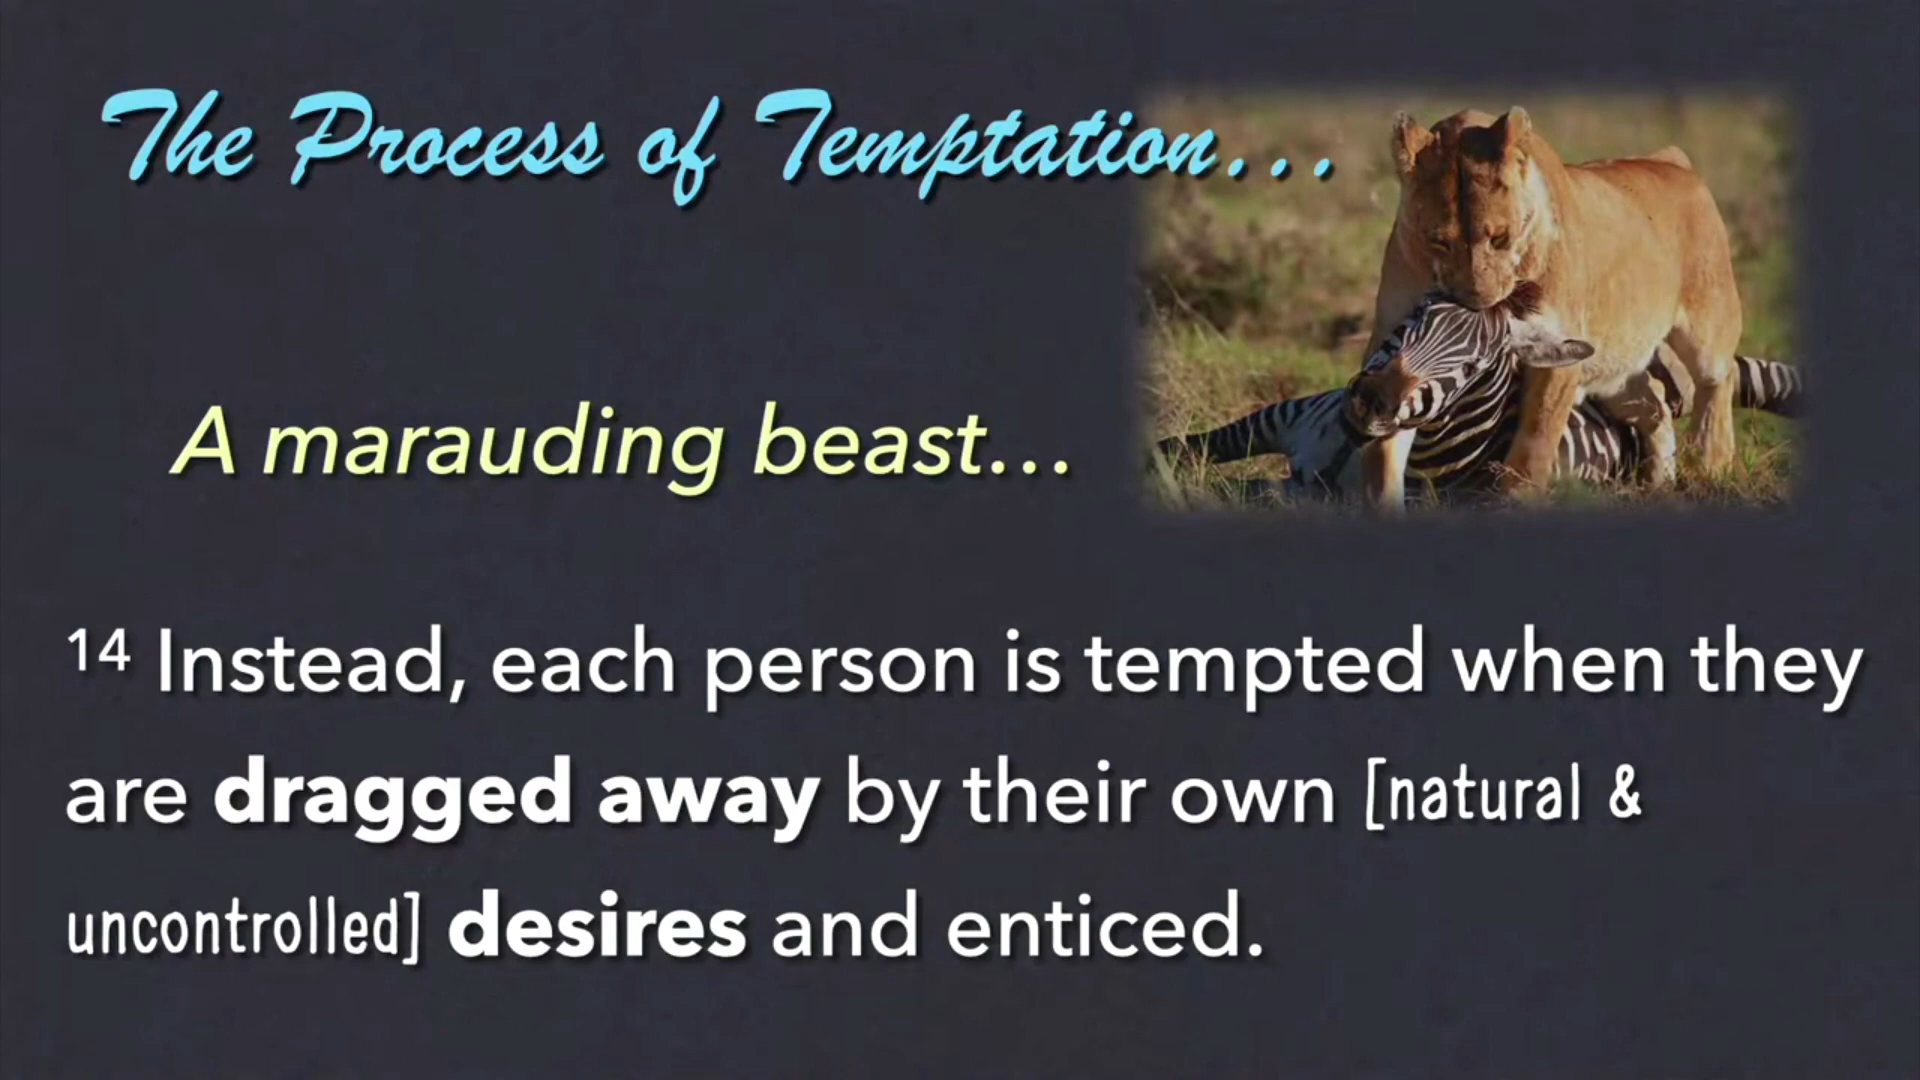 The Process of Temptation...
A marauding beast...
14 Instead, each person is tempted when they
are dragged away by their own [natural &
uncontrolled] desires and enticed.